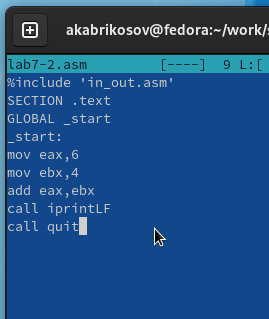 akabrikosov@fedora:~/work/
lab7-2.asm [----] 9 L:[
%include 'in_out.asm'
SECTION .text
GLOBAL _start
_start:
mov eax,6
mov ebx,4
add eax,ebx
call iprintLF
call quit